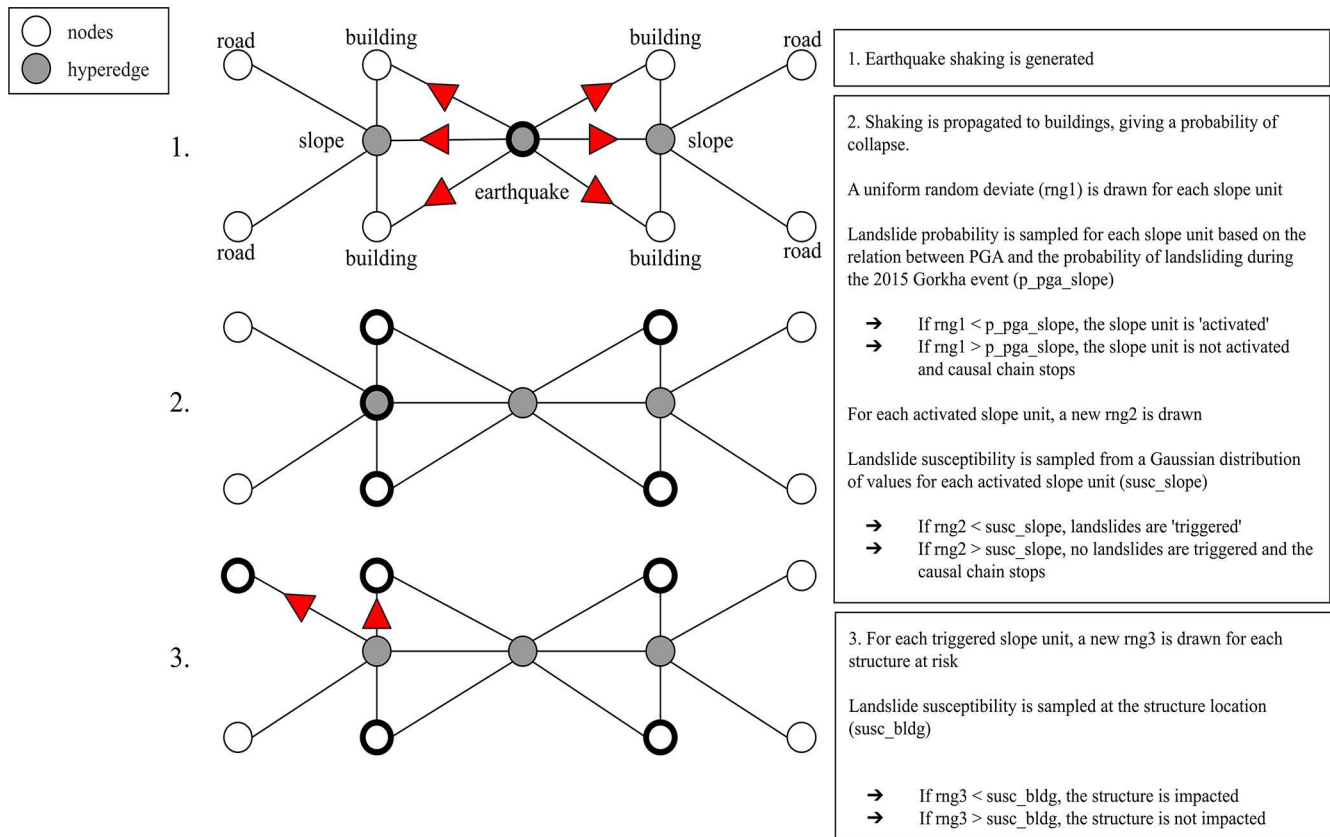 nodes
hyperedge
road
building
building
road
slope
slope
1.
earthquake
road
building
building
road
2.
3.
1. Earthquake shaking is generated
2. Shaking is propagated to buildings, giving a probability of
collapse.
A uniform random deviate (rng1) is drawn for each slope unit
Landslide probability is sampled for each slope unit based on the
relation between PGA and the probability of landsliding during
the 2015 Gorkha event (p_pga_slope)
➔ If rng1 < p_pga_slope, the slope unit is 'activated'
➔ If rng1 > p_pga_slope, the slope unit is not activated
and causal chain stops
For each activated slope unit, a new rng2 is drawn
Landslide susceptibility is sampled from a Gaussian distribution
of values for each activated slope unit (susc_slope)
➔ If rng2 < susc_slope, landslides are 'triggered'
➔ If rng2 > susc_slope, no landslides are triggered and the
causal chain stops
3. For each triggered slope unit, a new rng3 is drawn for each
structure at risk
Landslide susceptibility is sampled at the structure location
(susc_bldg)
➔ If rng3 < susc_bldg, the structure is impacted
➔ If rng3 > susc_bldg, the structure is not impacted